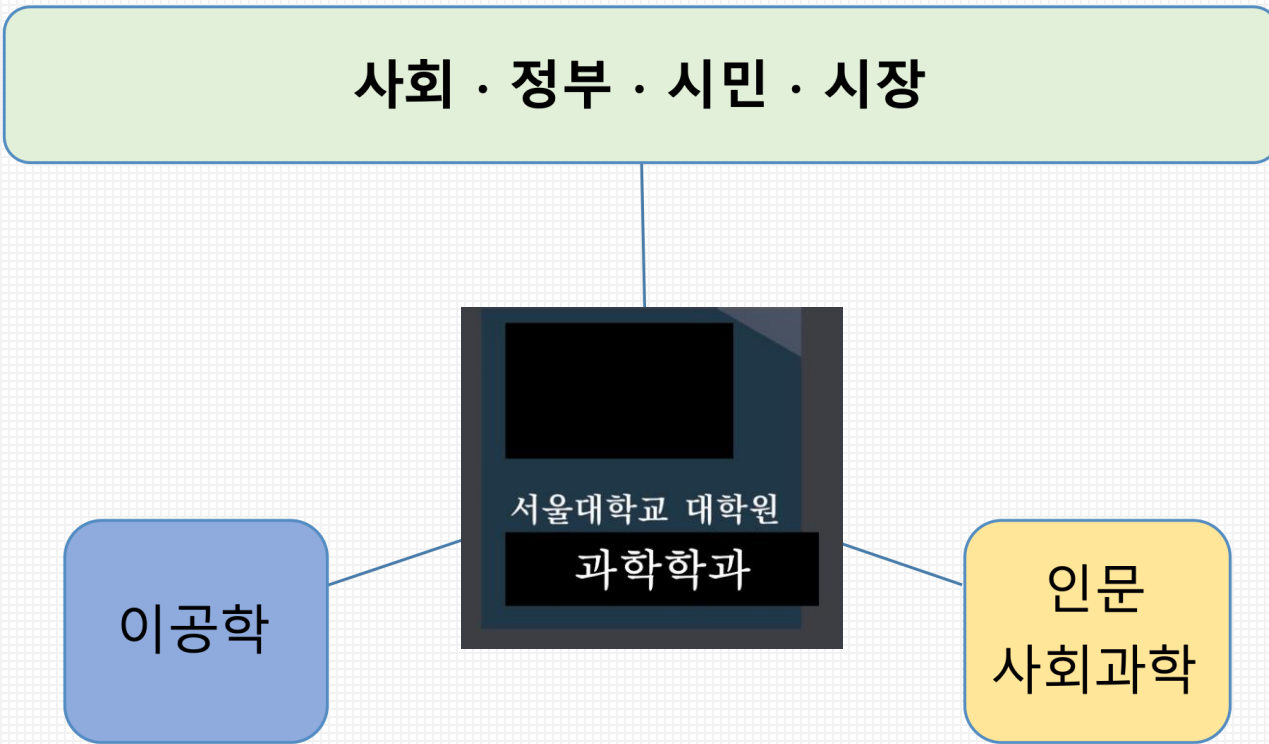 사회 · 정부 · 시민 · 시장
서울대학교 대학원
과학학과
이공학
인문
사회과학